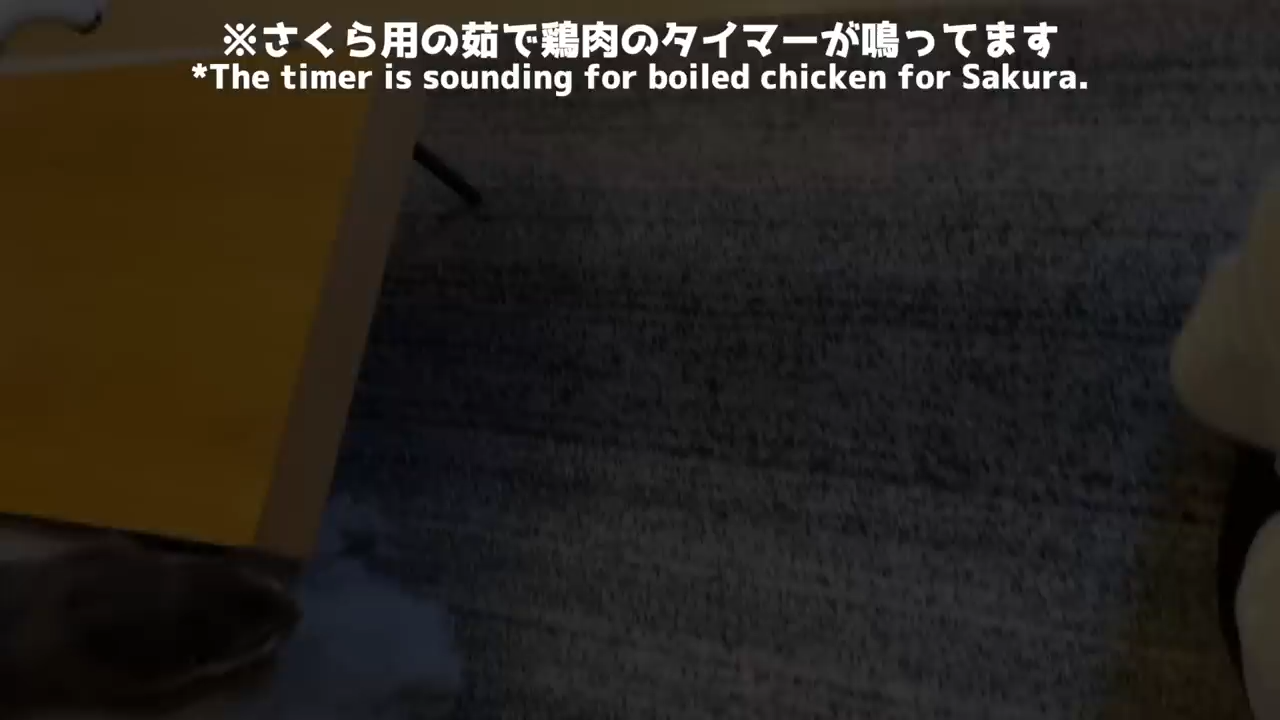 ※さくら用の茹で鶏肉のタイマーが鳴ってます
*The timer is sounding for boiled chicken for Sakura.